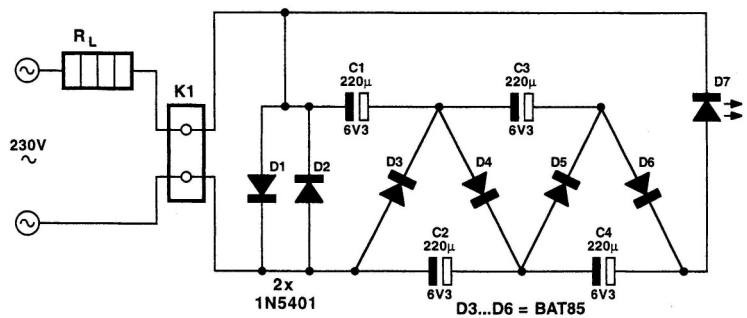 R L
K1
230V
~
C1
220μ
6V3
C3
220μ
6V3
D7
D1
D2
D3
D4
D5
D6
C2
220μ
6V3
C4
220μ
6V3
2x
1N5401
D3...D6 = BAT85